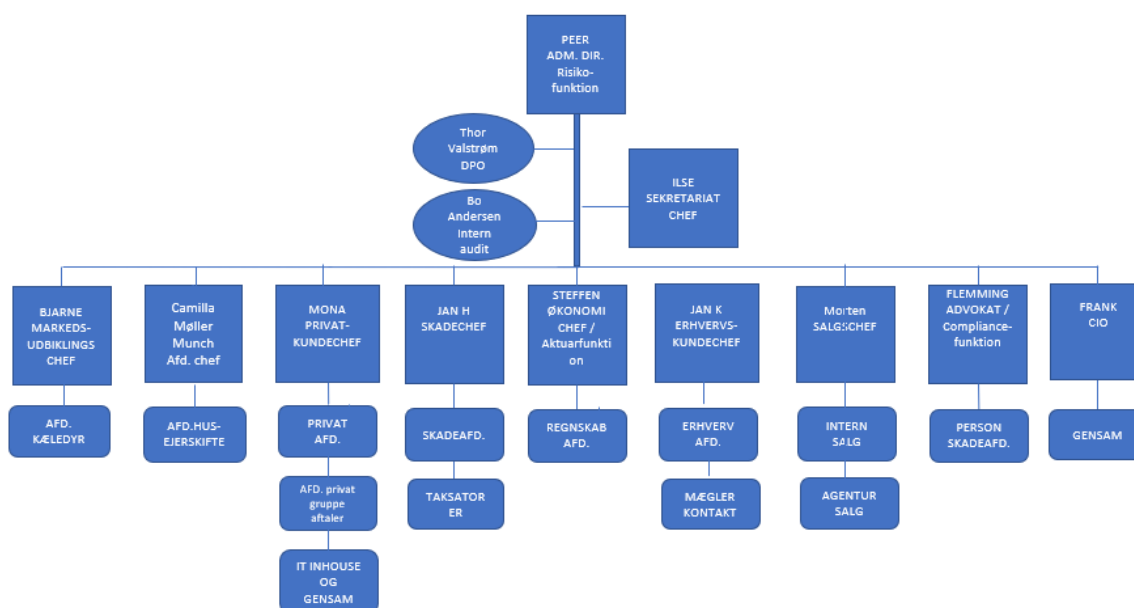 PEER
ADM. DIR.
Risiko-
funktion
Thor
Valstrøm
DPO
ILSE
SEKRETARIAT
CHEF
Bo
Andersen
Intern
audit
BJARNE
MARKEDS-
UDBIKLINGS
CHEF
Camilla
Møller
Munch
Afd. chef
MONA
PRIVAT-
KUNDECHEF
JAN H
SKADECHEF
STEFFEN
ØKONOMI
CHEF /
Aktuarfunkti
on
JAN K
ERHVERVS-
KUNDECHEF
Morten
SALGSCHEF
FLEMMING
ADVOKAT /
Compliance-
funktion
FRANK
CIO
AFD.
KÆLEDYR
AFD.HUS-
EJERSKIFTE
PRIVAT
AFD.
SKADEAFD.
REGNSKAB
AFD.
ERHVERV
AFD.
INTERN
SALG
PERSON
SKADEAFD.
GENSAM
AFD. privat
gruppe
aftaler
TAKSATOR
ER
MÆGLER
KONTAKT
AGENTUR
SALG
IT INHOUSE
OG
GENSAM